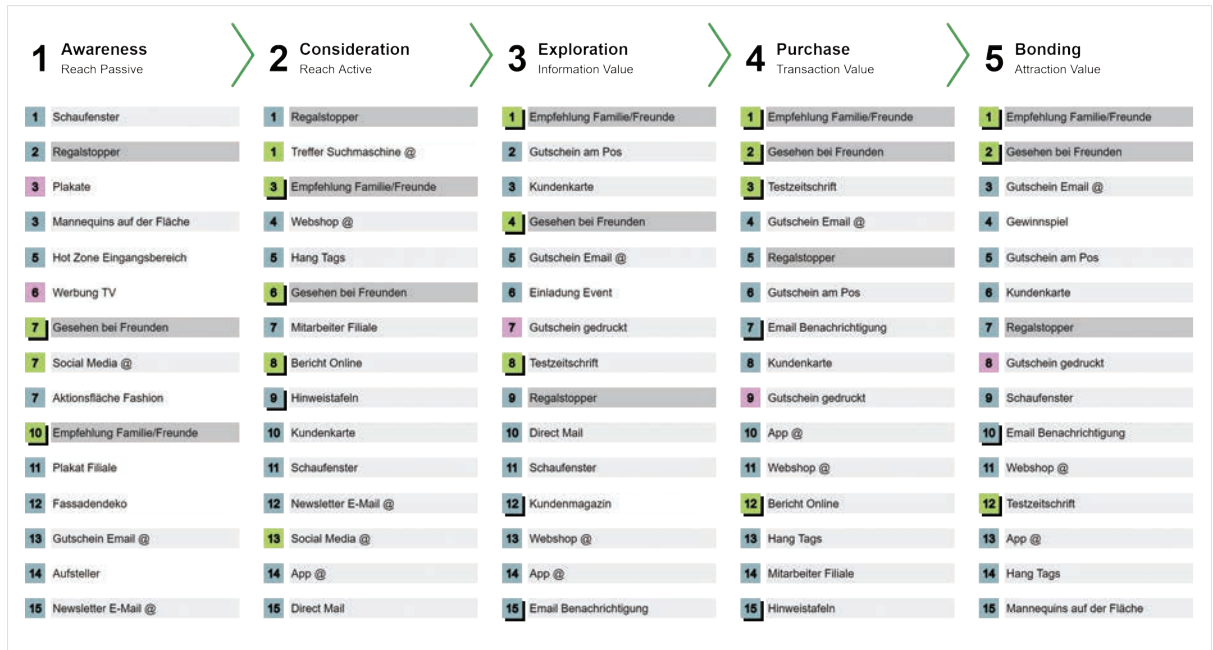 1 Awareness
Reach Passive
2 Consideration
Reach Active
3 Exploration
Information Value
4 Purchase
Transaction Value
5 Bonding
Attraction Value
1 Schaufenster
2 Regalstopper
3 Plakate
3 Mannequins auf der Fläche
5 Hot Zone Eingangsbereich
6 Werbung TV
7 Gesehen bei Freunden
7 Social Media @
7 Aktionsfläche Fashion
10 Empfehlung Familie/Freunde
11 Plakat Filiale
12 Fassadendeko
13 Gutschein Email @
14 Aufsteller
15 Newsletter E-Mail @
1 Regalstopper
1 Treffer Suchmaschine @
3 Empfehlung Familie/Freunde
4 Webshop @
5 Hang Tags
6 Gesehen bei Freunden
7 Mitarbeiter Filiale
8 Bericht Online
9 Hinweistafeln
10 Kundenkarte
11 Schaufenster
12 Newsletter E-Mail @
13 Social Media @
14 App @
15 Direct Mail
1 Empfehlung Familie/Freunde
2 Gutschein am Pos
3 Kundenkarte
4 Gesehen bei Freunden
5 Gutschein Email @
6 Einladung Event
7 Gutschein gedruckt
8 Testzeitschrift
9 Regalstopper
10 Direct Mail
11 Schaufenster
12 Kundenmagazin
13 Webshop @
14 App @
15 Email Benachrichtigung
1 Empfehlung Familie/Freunde
2 Gesehen bei Freunden
3 Testzeitschrift
4 Gutschein Email @
5 Regalstopper
6 Gutschein am Pos
7 Email Benachrichtigung
8 Kundenkarte
9 Gutschein gedruckt
10 App @
11 Webshop @
12 Bericht Online
13 Hang Tags
14 Mitarbeiter Filiale
15 Hinweistafeln
1 Empfehlung Familie/Freunde
2 Gesehen bei Freunden
3 Gutschein Email @
4 Gewinnspiel
5 Gutschein am Pos
6 Kundenkarte
7 Regalstopper
8 Gutschein gedruckt
9 Schaufenster
10 Email Benachrichtigung
11 Webshop @
12 Testzeitschrift
13 App @
14 Hang Tags
15 Mannequins auf der Fläche